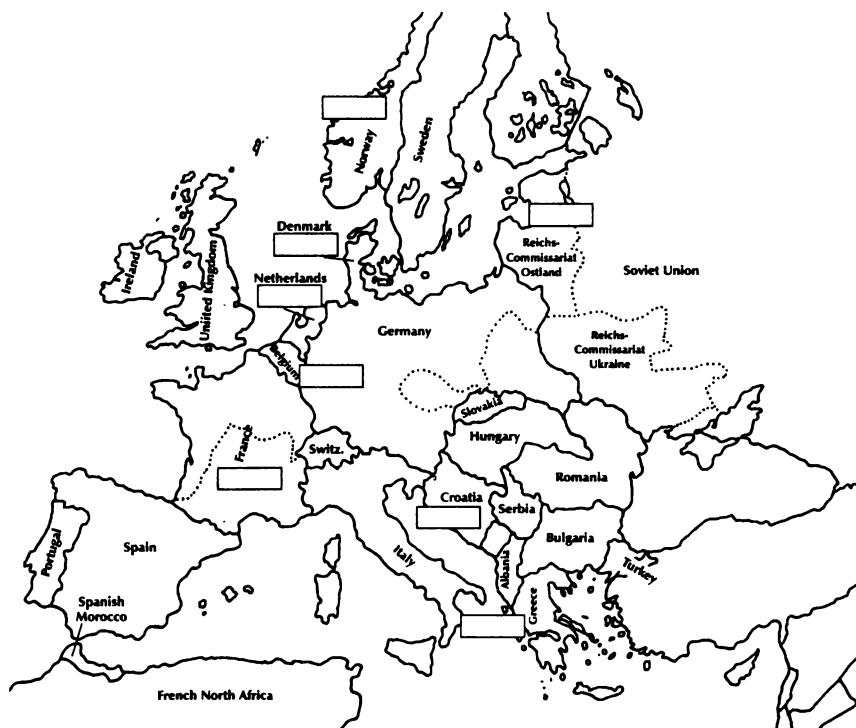 Norway
Sweden
Denmark
Netherlands
Reichs-
Commissariat
Ostland
Soviet Union
Ireland
Uniited Kingdom
Germany
Reichs-
Commissariat
Ukraine
Belgium
Slovakia
France
Switz.
Hungary
Romania
Croatia
Serbia
Bulgaria
Portugal
Spain
Italy
Albania
Greece
Turkey
Spanish
Morocco
French North Africa